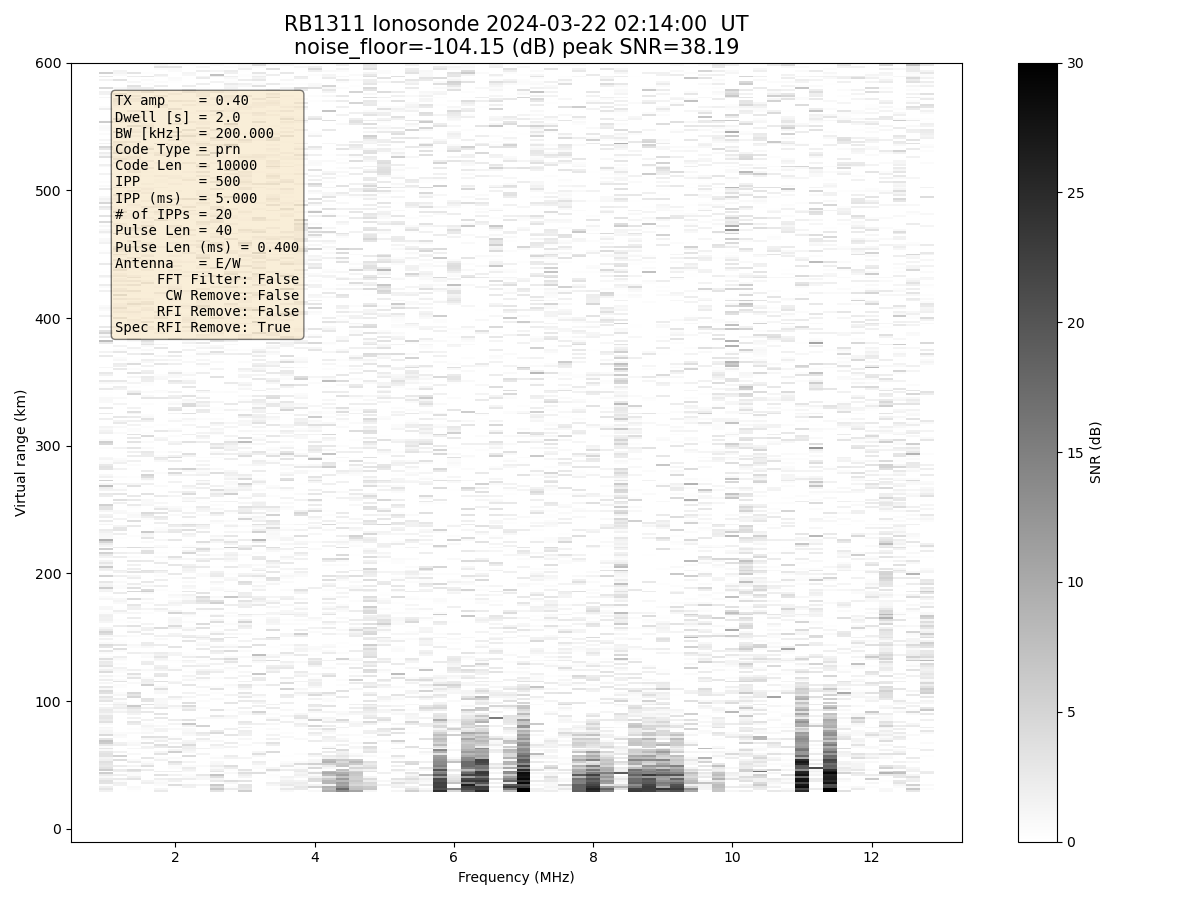 RB1311 Ionosonde 2024-03-22 02:14:00  UT
noise_floor=-104.15 (dB) peak SNR=38.19
TX amp    = 0.40
Dwell [s] = 2.0
BW [kHz]  = 200.000
Code Type = prn
Code Len  = 10000
IPP       = 500
IPP (ms)  = 5.000
# of IPPs = 20
Pulse Len = 40
Pulse Len (ms) = 0.400
Antenna   = E/W
FFT Filter: False
CW Remove: False
RFI Remove: False
Spec RFI Remove: True
600
500
400
300
200
100
0
Virtual range (km)
2
4
6
8
10
12
Frequency (MHz)
30
25
20
15
10
5
0
SNR (dB)